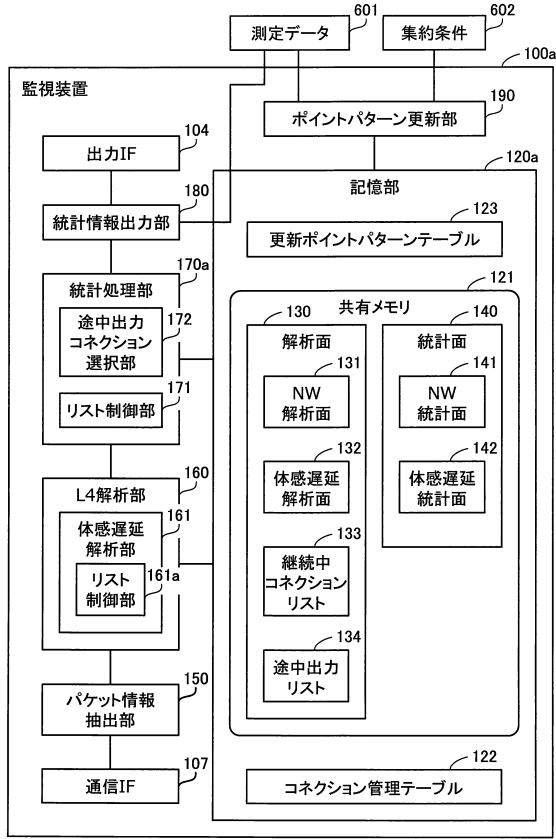 測定データ
601
集約条件
602
100a
監視装置
190
ポイントパターン更新部
104
出力IF
120a
記憶部
180
統計情報出力部
123
更新ポイントパターンテーブル
170a
統計処理部
172
途中出力
コネクション
選択部
171
リスト制御部
121
共有メモリ
130
解析面
131
NW
解析面
132
体感遅延
解析面
133
継続中
コネクション
リスト
134
途中出力
リスト
140
統計面
141
NW
統計面
142
体感遅延
統計面
160
L4解析部
161
体感遅延
解析部
161a
リスト
制御部
150
パケット情報
抽出部
107
通信IF
122
コネクション管理テーブル